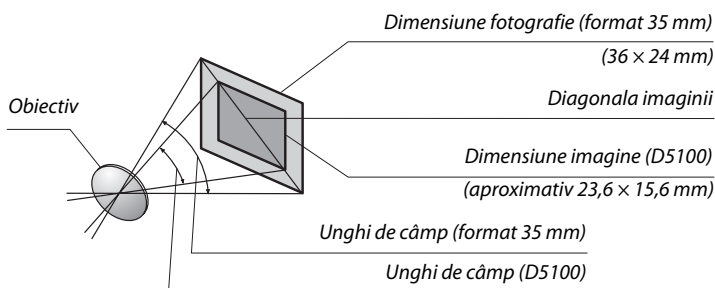 Dimensiune fotografie (format 35 mm)
(36 × 24 mm)
Obiectiv
Diagonala imaginii
Dimensiune imagine (D5100)
(aproximativ 23,6 × 15,6 mm)
Unghi de câmp (format 35 mm)
Unghi de câmp (D5100)